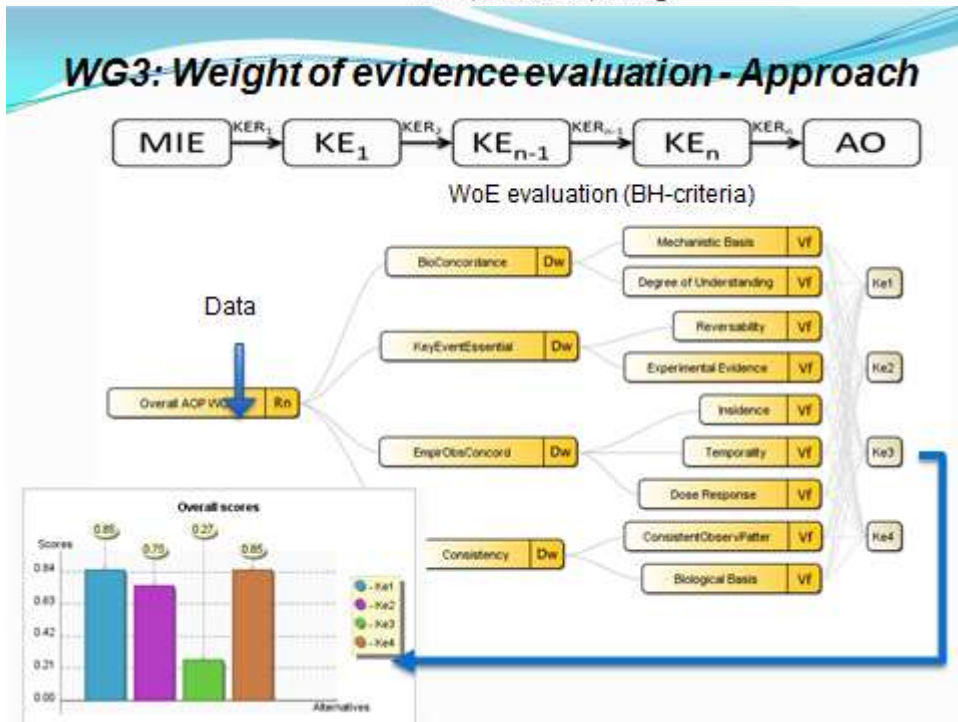 WG3: Weight of evidence evaluation - Approach
MIE KER1 KE1 KER2 KEn-1 KERn-1 KEn KERn AO
WoE evaluation (BH-criteria)
Mechanistic Basis Vf
BioConcordance Dw
Degree of Understanding Vf
Ke1
Data
Reversability Vf
KeyEventEssential Dw
Experimental Evidence Vf
Ke2
Overall AOP Rn
Insidence Vf
EmpirObsConcord Dw
Temporality Vf
Ke3
Dose Response Vf
Overall scores
ConsistentObservPatter Vf
Ke4
Consistency Dw
Biological Basis Vf
Scores
0.85 0.75 0.27 0.85
0.84
0.63
0.42
0.21
0.00
- Ke1
- Ke2
- Ke3
- Ke4
Alternatives